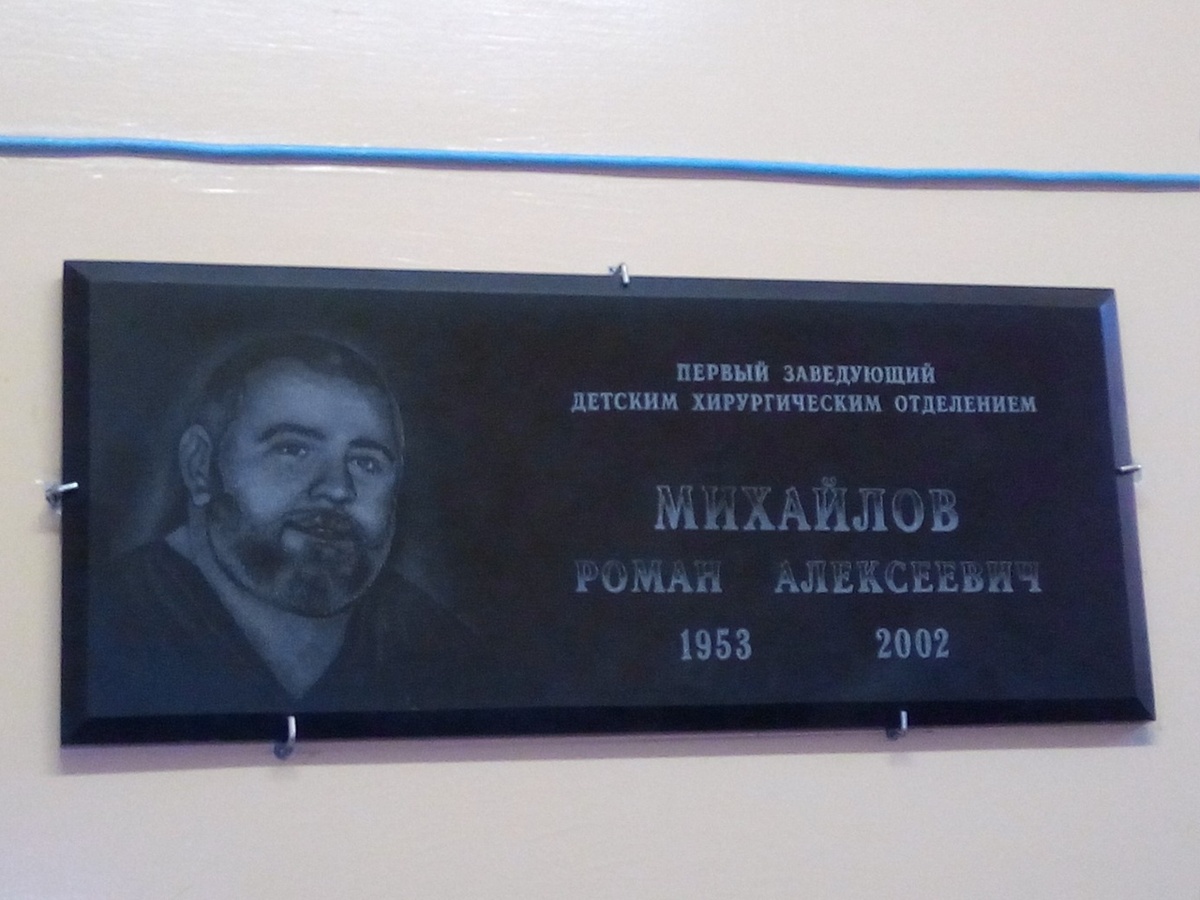 ПЕРВЫЙ ЗАВЕДУЮЩИЙ
ДЕТСКИМ ХИРУРГИЧЕСКИМ ОТДЕЛЕНИЕМ
МИХАЙЛОВ
РОМАН АЛЕКСЕЕВИЧ
1953 2002